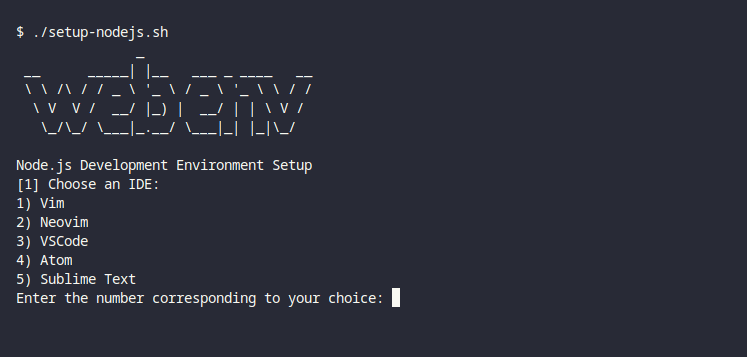 $ ./setup-nodejs.sh
webenv
Node.js Development Environment Setup
[1] Choose an IDE:
1) Vim
2) Neovim
3) VSCode
4) Atom
5) Sublime Text
Enter the number corresponding to your choice: